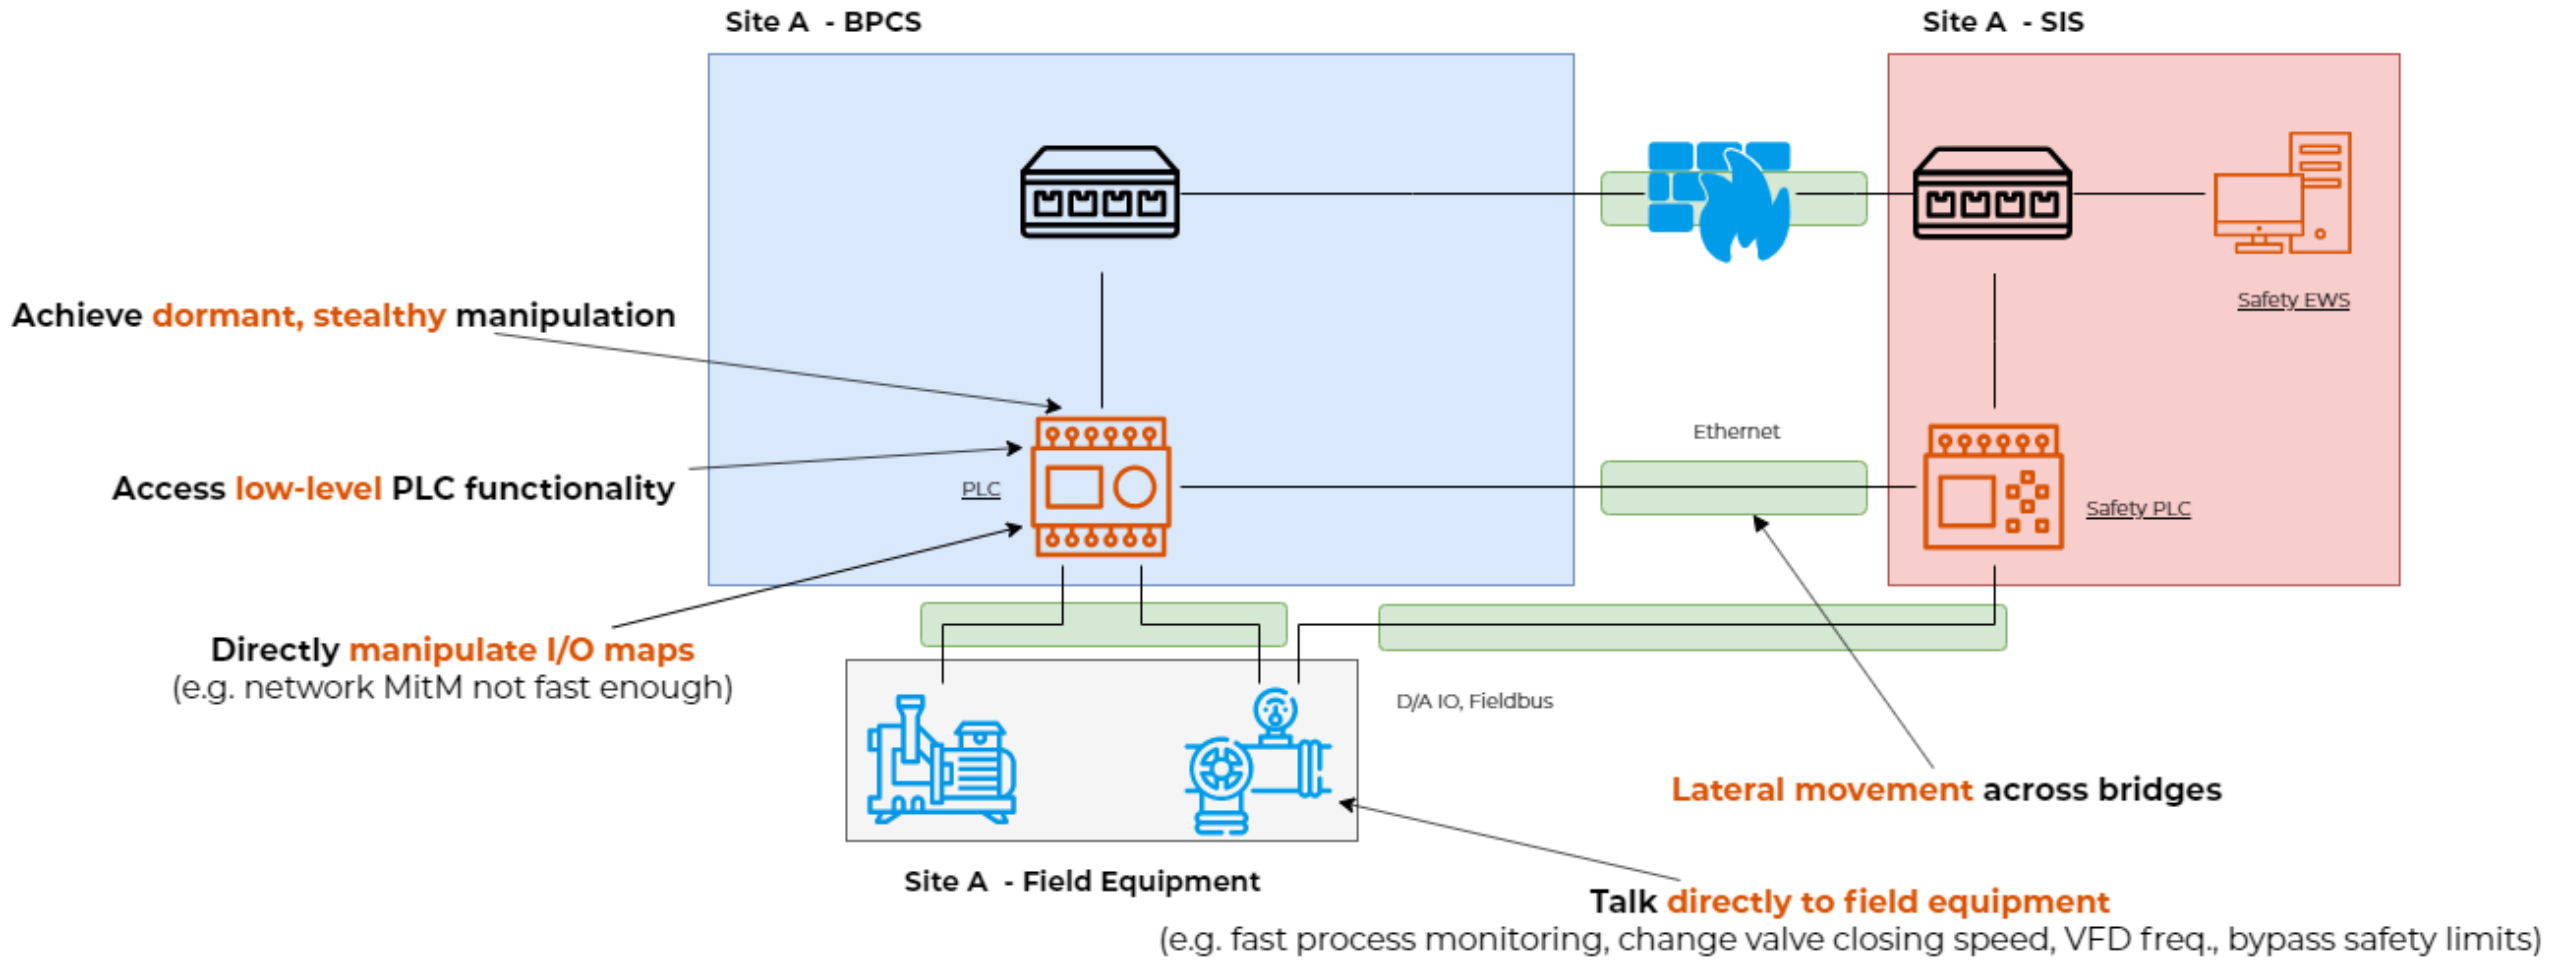 Site A - BPCS
Site A - SIS
Achieve dormant, stealthy manipulation
Safety EWS
Ethernet
Access low-level PLC functionality
PLC
Safety PLC
Directly manipulate I/O maps
(e.g. network MitM not fast enough)
D/A IO, Fieldbus
Lateral movement across bridges
Site A - Field Equipment
Talk directly to field equipment
(e.g. fast process monitoring, change valve closing speed, VFD freq., bypass safety limits)